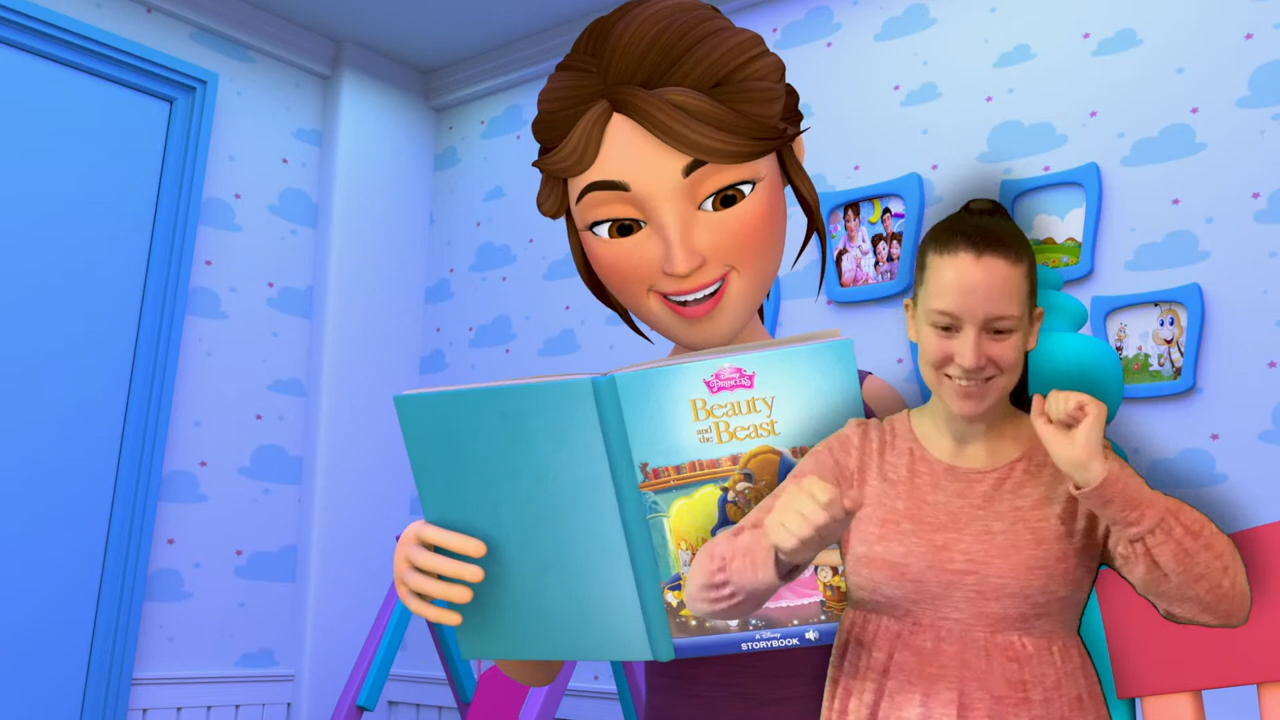 Disney
PRINCESS
Beauty
and the Beast
A Disney
STORYBOOK